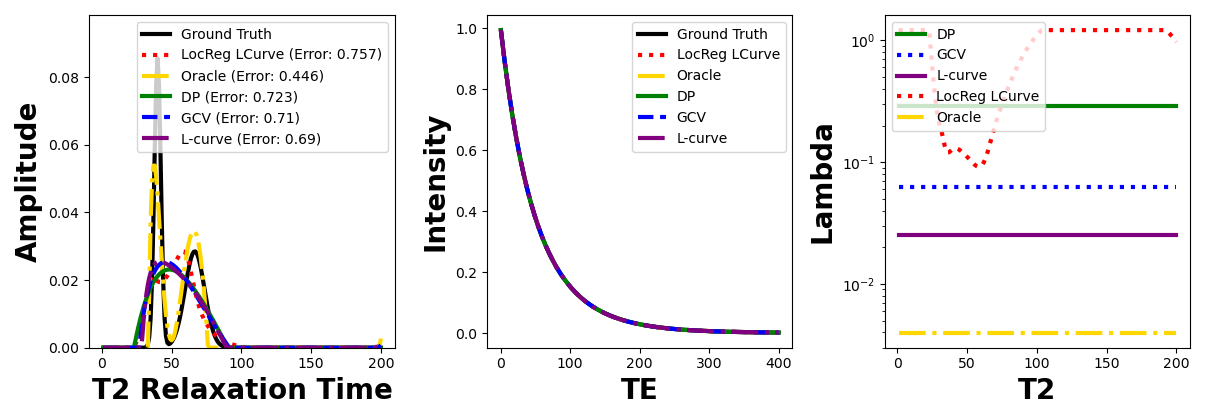 Amplitude
0.08
0.06
0.04
0.02
0.00
0
50
100
150
200
T2 Relaxation Time
Ground Truth
LocReg LCurve (Error: 0.757)
Oracle (Error: 0.446)
DP (Error: 0.723)
GCV (Error: 0.71)
L-curve (Error: 0.69)
Intensity
1.0
0.8
0.6
0.4
0.2
0.0
0
100
200
300
400
TE
Ground Truth
LocReg LCurve
Oracle
DP
GCV
L-curve
Lambda
10⁰
10⁻¹
10⁻²
0
50
100
150
200
T2
DP
GCV
L-curve
LocReg LCurve
Oracle